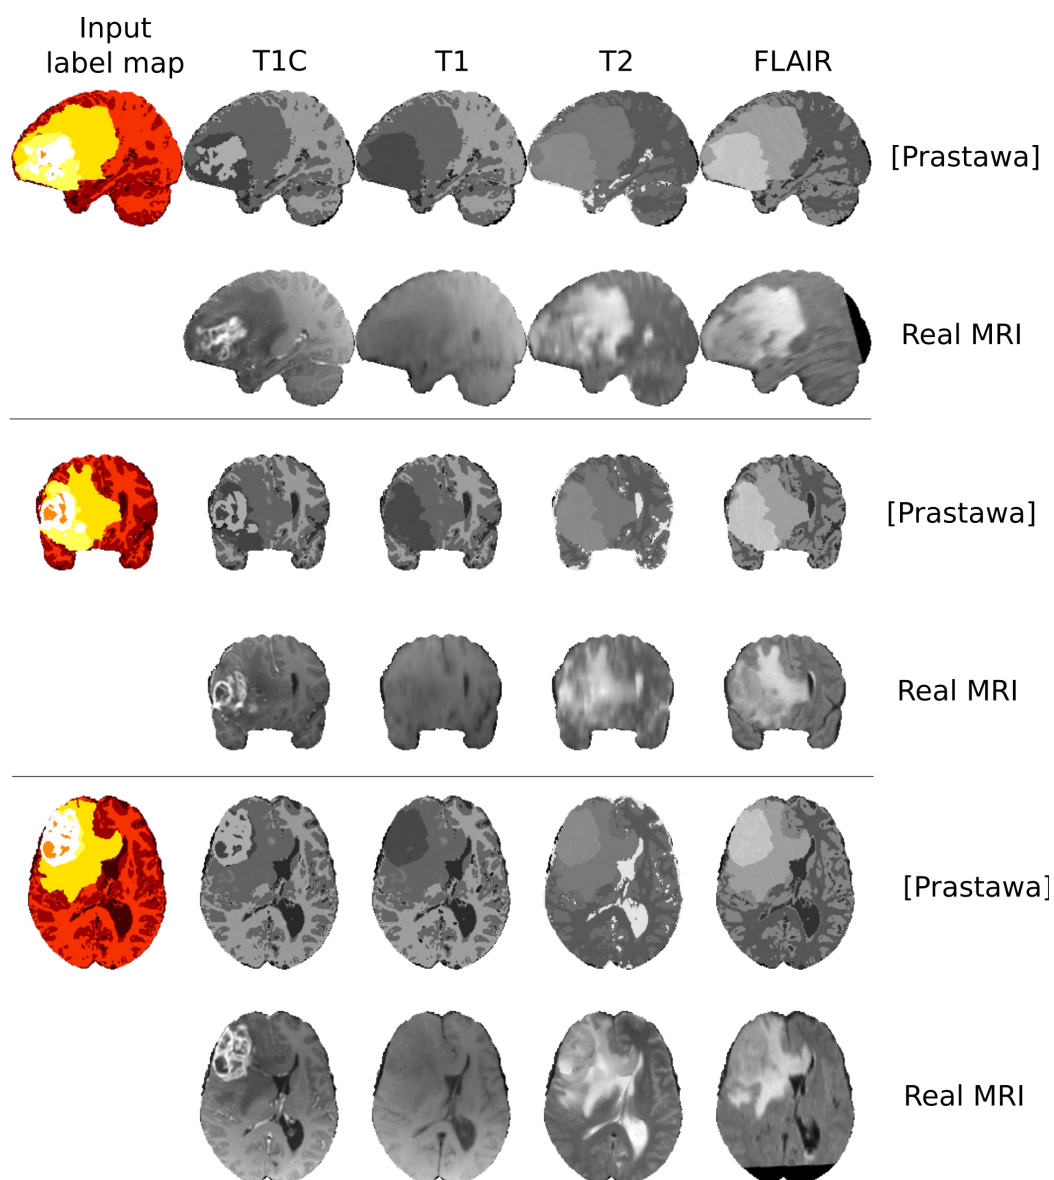 Input
label map
T1C
T1
T2
FLAIR
[Prastawa]
Real MRI
[Prastawa]
Real MRI
[Prastawa]
Real MRI